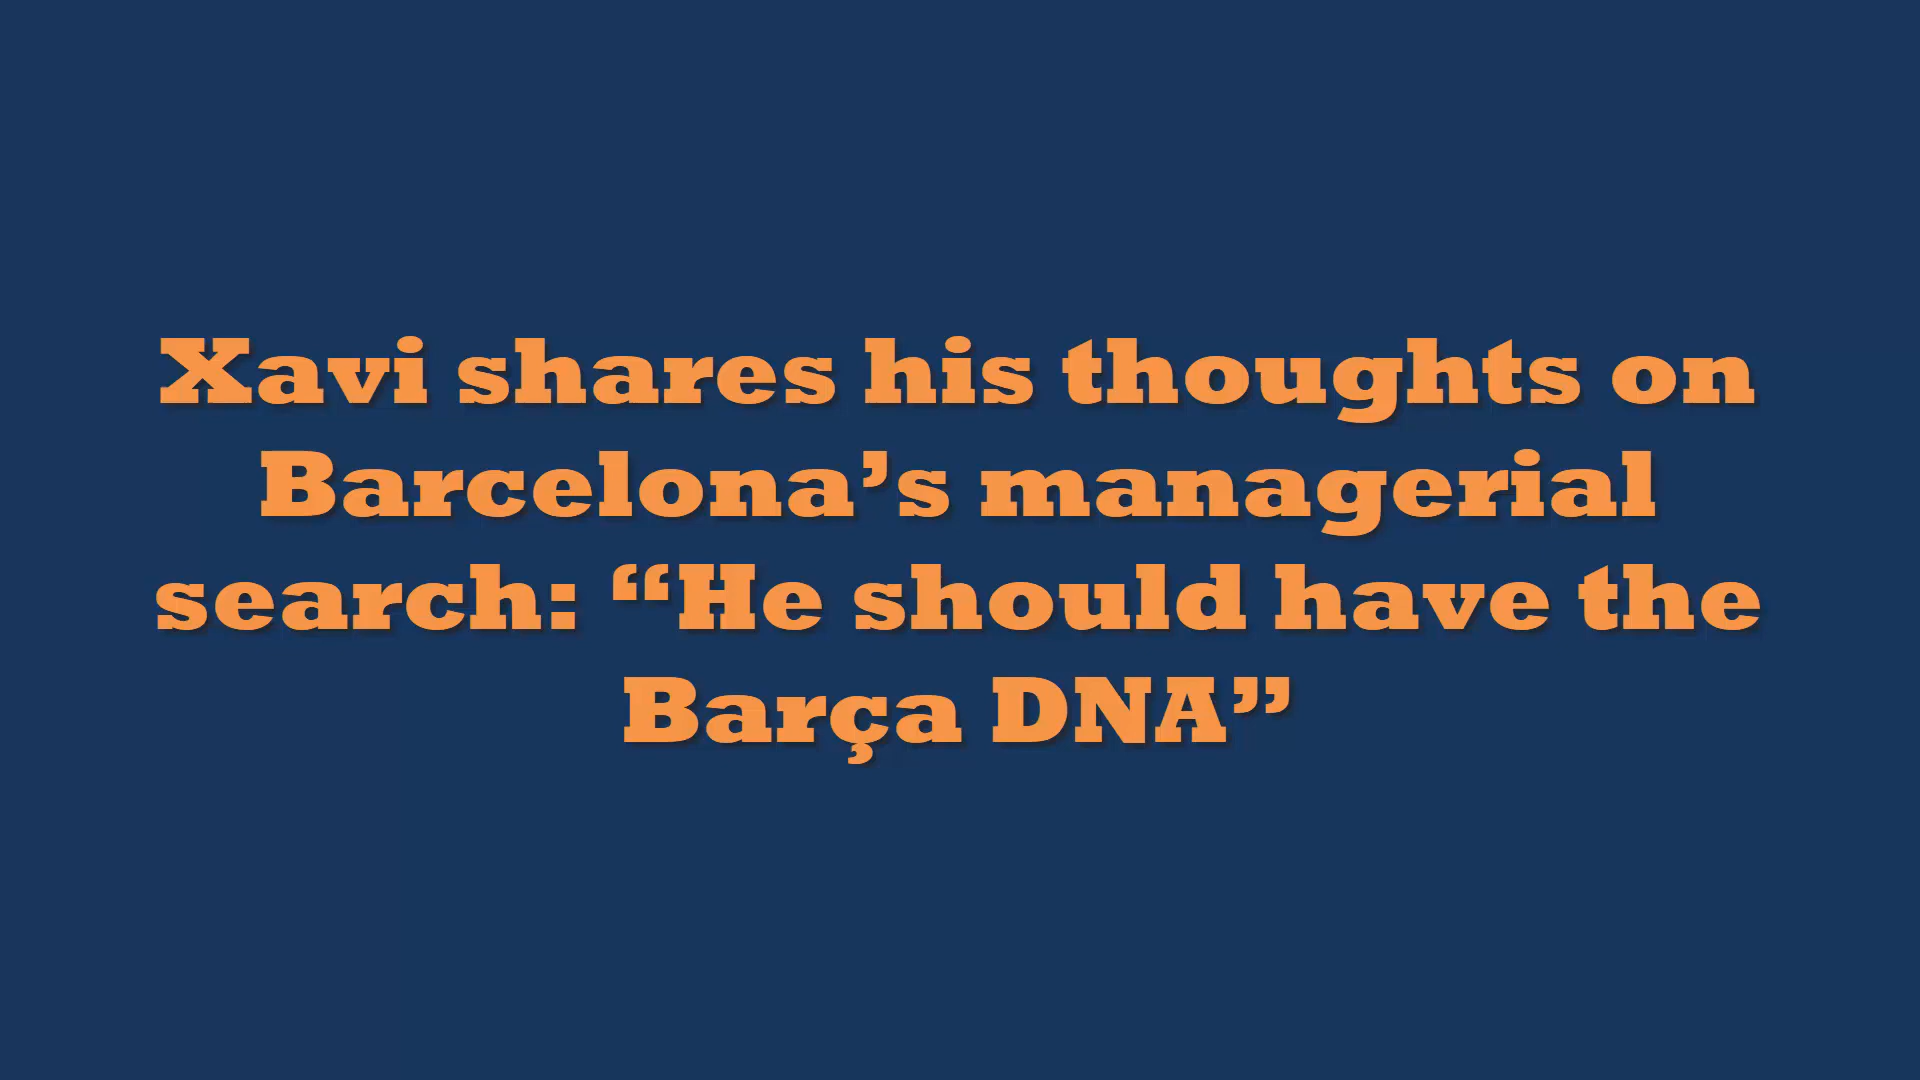 Xavi shares his thoughts on
Barcelona’s managerial
search: “He should have the
Barça DNA”